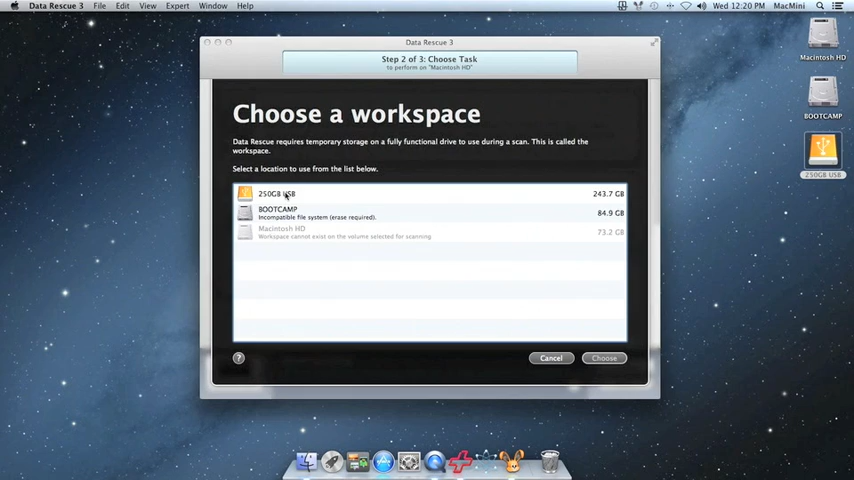 Data Rescue 3 File Edit View Expert Window Help
Wed 12:20 PM MacMini
Data Rescue 3
Step 2 of 3: Choose Task
to perform on "Macintosh HD"
Choose a workspace
Data Rescue requires temporary storage on a fully functional drive to use during a scan. This is called the
workspace.
Select a location to use from the list below.
250GB USB 243.7 GB
BOOTCAMP 84.9 GB
Incompatible file system (erase required).
Macintosh HD 73.2 GB
Workspace cannot exist on the volume selected for scanning
? Cancel Choose
Macintosh HD
BOOTCAMP
250GB USB